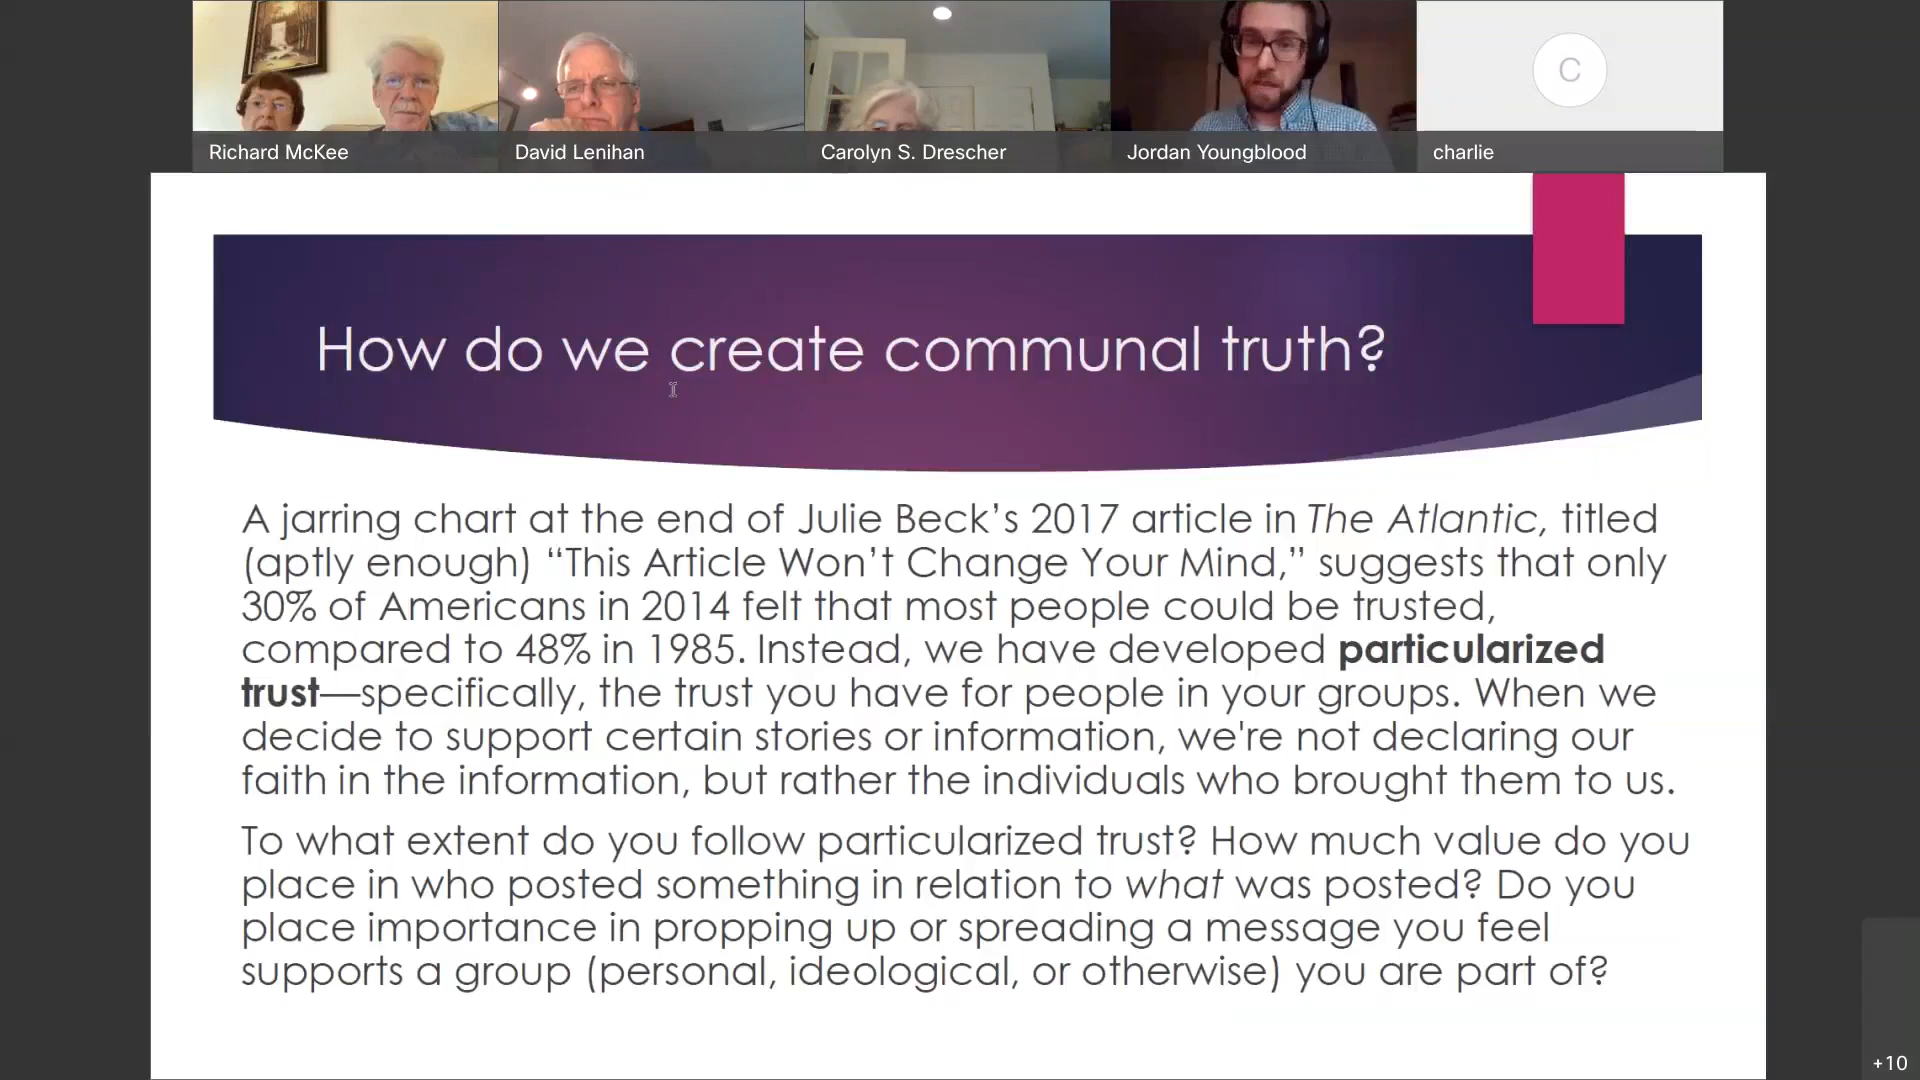 Richard McKee
David Lenihan
Carolyn S. Drescher
Jordan Youngblood
C
charlie
How do we create communal truth?
A jarring chart at the end of Julie Beck’s 2017 article in The Atlantic, titled
(aptly enough) “This Article Won’t Change Your Mind,” suggests that only
30% of Americans in 2014 felt that most people could be trusted,
compared to 48% in 1985. Instead, we have developed particularized
trust—specifically, the trust you have for people in your groups. When we
decide to support certain stories or information, we're not declaring our
faith in the information, but rather the individuals who brought them to us.
To what extent do you follow particularized trust? How much value do you
place in who posted something in relation to what was posted? Do you
place importance in propping up or spreading a message you feel
supports a group (personal, ideological, or otherwise) you are part of?
+10